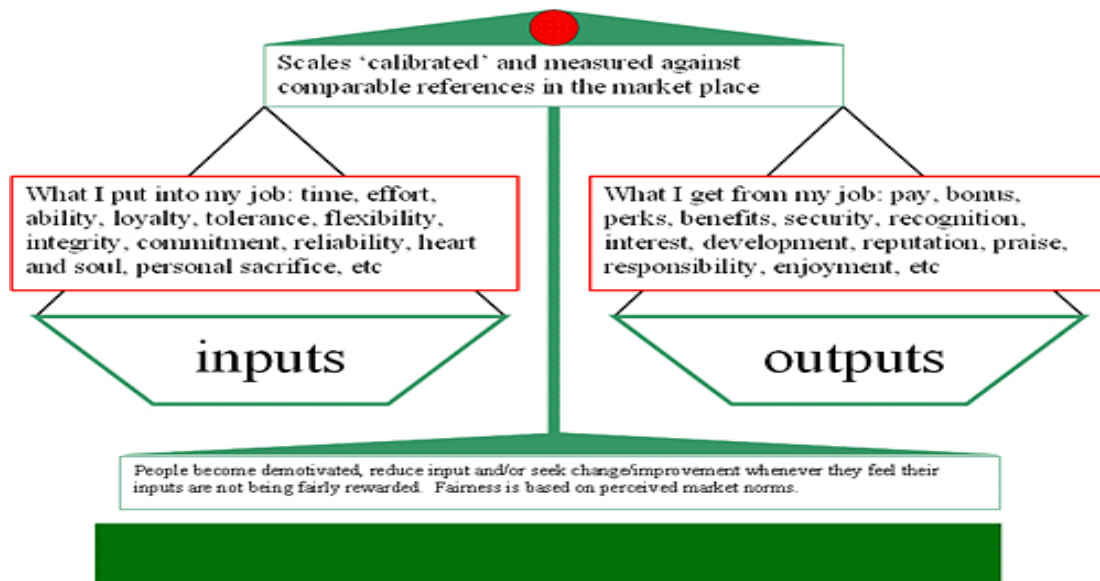 Scales ‘calibrated’ and measured against
comparable references in the market place
What I put into my job: time, effort,
ability, loyalty, tolerance, flexibility,
integrity, commitment, reliability, heart
and soul, personal sacrifice, etc
What I get from my job: pay, bonus,
perks, benefits, security, recognition,
interest, development, reputation, praise,
responsibility, enjoyment, etc
inputs
outputs
People become demotivated, reduce input and/or seek change/improvement whenever they feel their
inputs are not being fairly rewarded.  Fairness is based on perceived market norms.